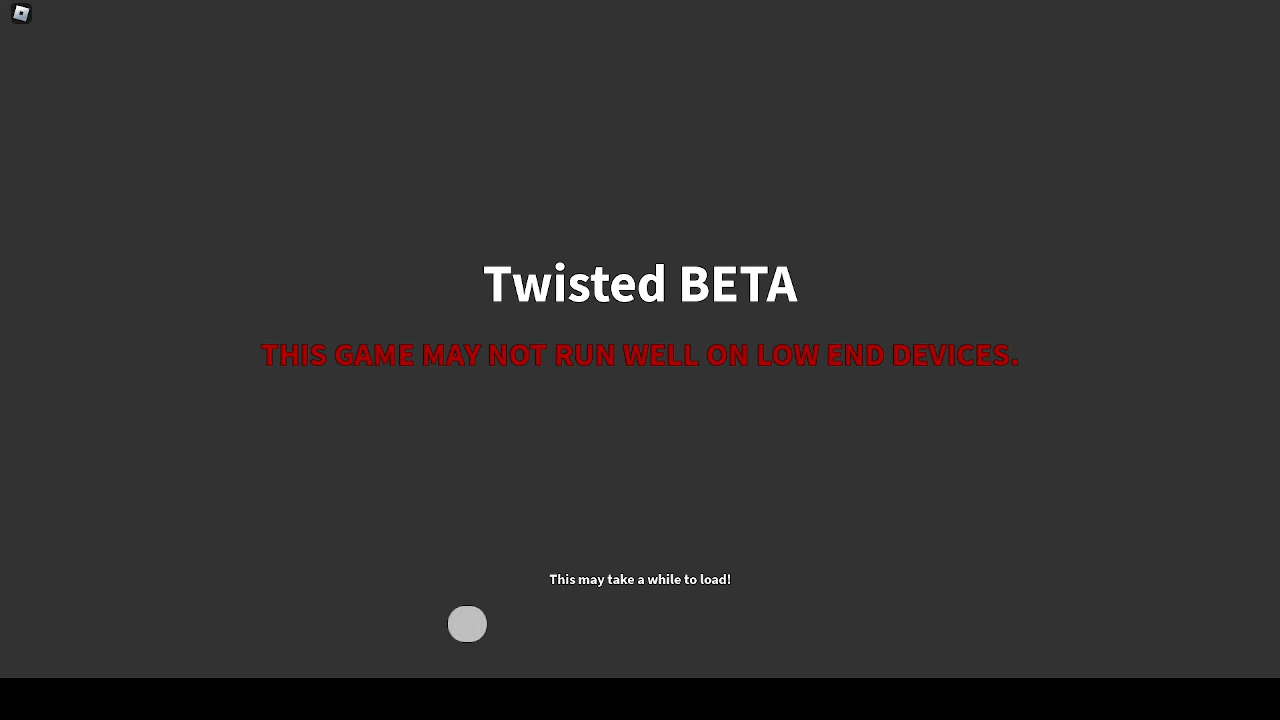 Twisted BETA
THIS GAME MAY NOT RUN WELL ON LOW END DEVICES.
This may take a while to load!